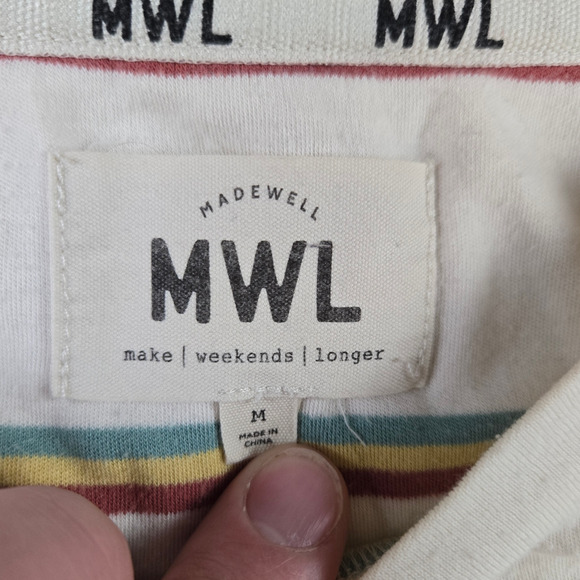 MWL MWL
MADEWELL
MWL
make | weekends | longer
M
MADE IN
CHINA